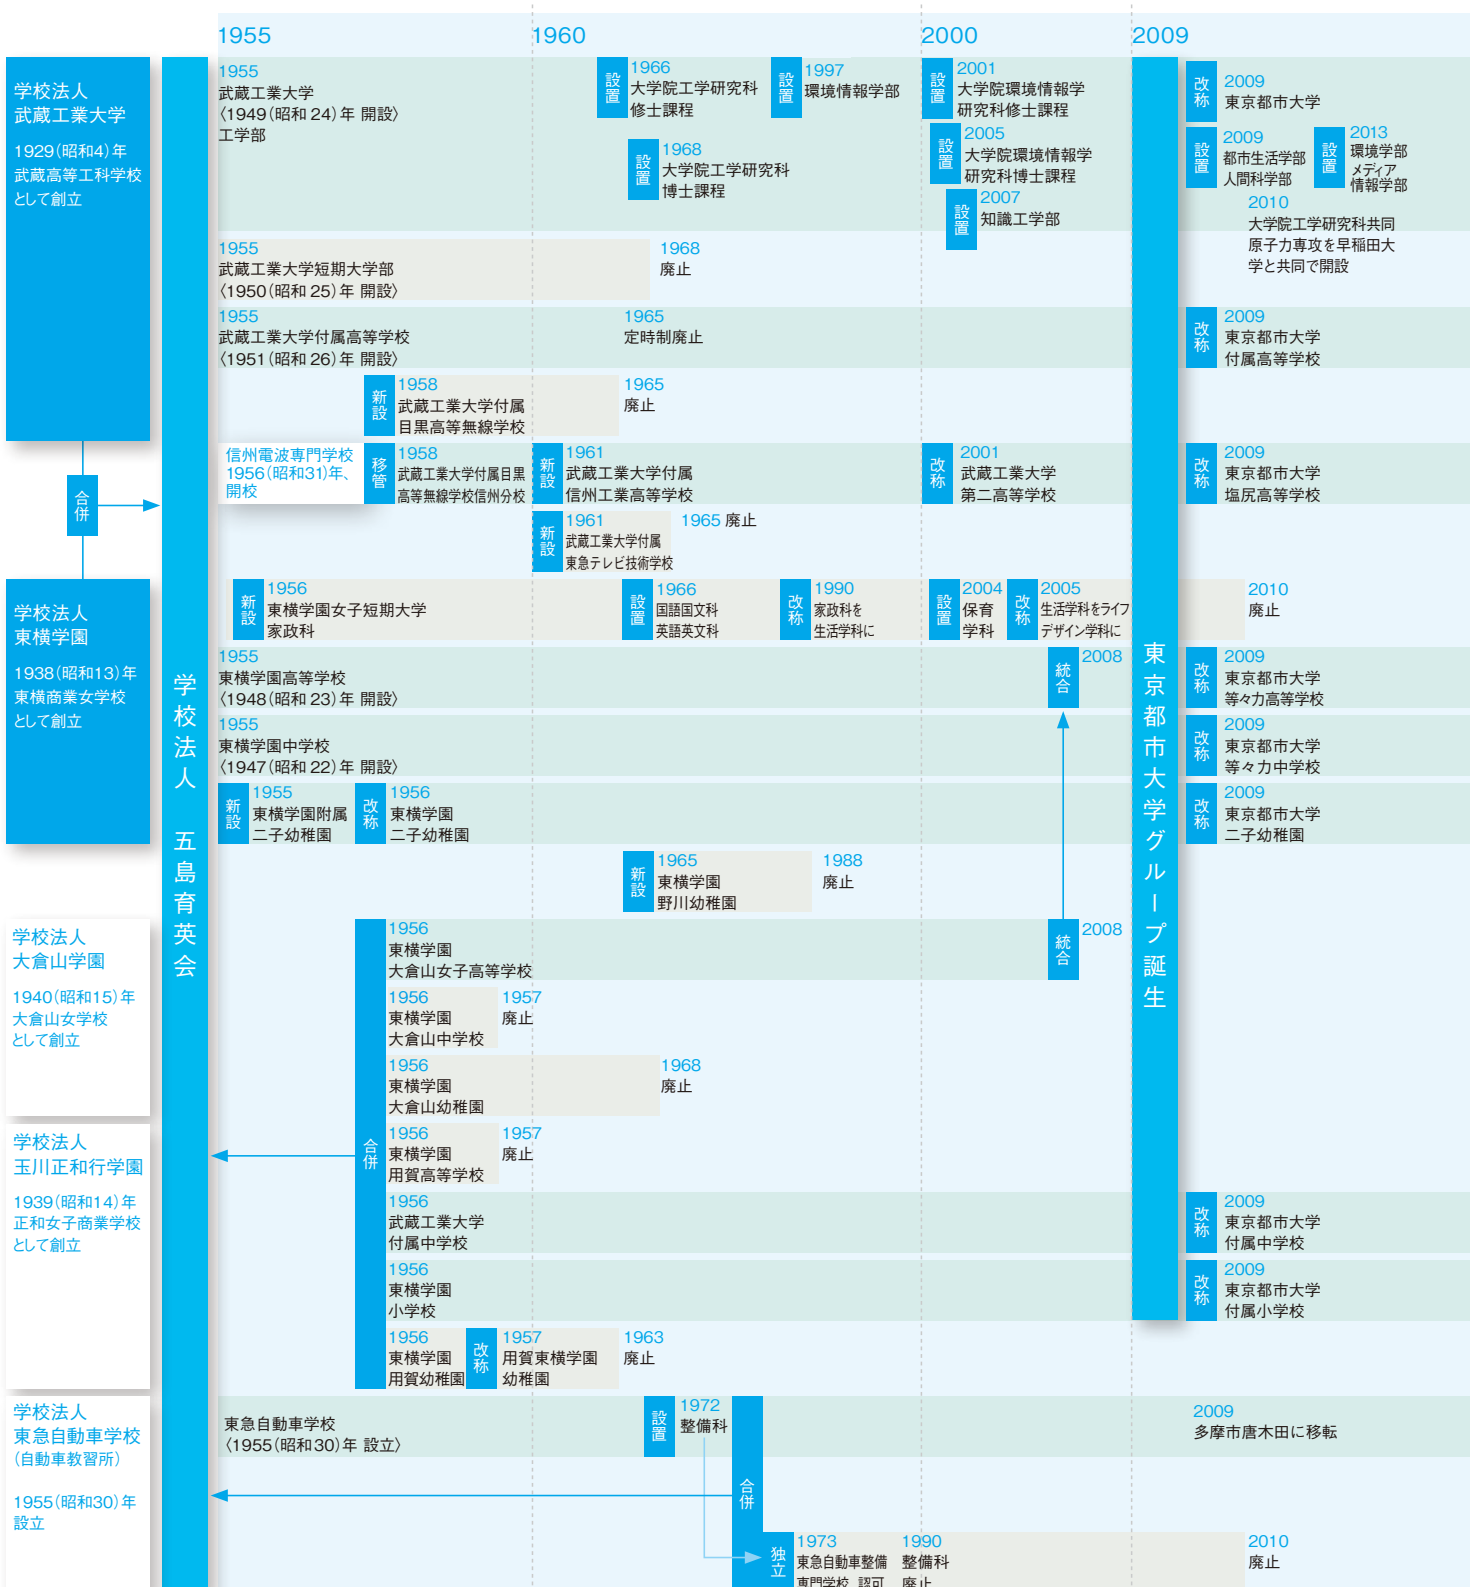 1955
1960
2000
2009
学校法人
武蔵工業大学
1929(昭和4)年
武蔵高等工科学校
として創立
合併
学校法人
東横学園
1938(昭和13)年
東横商業女学校
として創立
学校法人
大倉山学園
1940(昭和15)年
大倉山女学校
として創立
学校法人
玉川正和行学園
1939(昭和14)年
正和女子商業学校
として創立
学校法人
東急自動車学校
(自動車教習所)
1955(昭和30)年
設立
学校法人 五島育英会
1955
武蔵工業大学
〈1949(昭和24)年 開設〉
工学部
設置
1966
大学院工学研究科
修士課程
設置
1968
大学院工学研究科
博士課程
設置
1997
環境情報学部
設置
2001
大学院環境情報学
研究科修士課程
設置
2005
大学院環境情報学
研究科博士課程
設置
2007
知識工学部
東京都市大学グループ誕生
改称
2009
東京都市大学
設置
2009
都市生活学部
人間科学部
設置
2013
環境学部
メディア
情報学部
2010
大学院工学研究科共同
原子力専攻を早稲田大
学と共同で開設
1955
武蔵工業大学短期大学部
〈1950(昭和25)年 開設〉
1968
廃止
1955
武蔵工業大学付属高等学校
〈1951(昭和26)年 開設〉
1965
定時制廃止
改称
2009
東京都市大学
付属高等学校
新設
1958
武蔵工業大学付属
目黒高等無線学校
1965
廃止
信州電波専門学校
1956(昭和31)年、
開校
移管
1958
武蔵工業大学付属目黒
高等無線学校信州分校
新設
1961
武蔵工業大学付属
信州工業高等学校
改称
2001
武蔵工業大学
第二高等学校
改称
2009
東京都市大学
塩尻高等学校
新設
1961
武蔵工業大学付属
東急テレビ技術学校
1965 廃止
新設
1956
東横学園女子短期大学
家政科
設置
1966
国語国文科
英語英文科
改称
1990
家政科を
生活学科に
設置
2004
保育
学科
改称
2005
生活学科をライフ
デザイン学科に
2010
廃止
1955
東横学園高等学校
〈1948(昭和23)年 開設〉
統合
2008
改称
2009
東京都市大学
等々力高等学校
1955
東横学園中学校
〈1947(昭和22)年 開設〉
改称
2009
東京都市大学
等々力中学校
新設
1955
東横学園附属
二子幼稚園
改称
1956
東横学園
二子幼稚園
改称
2009
東京都市大学
二子幼稚園
新設
1965
東横学園
野川幼稚園
1988
廃止
合併
1956
東横学園
大倉山女子高等学校
統合
2008
1956
東横学園
大倉山中学校
1957
廃止
1956
東横学園
大倉山幼稚園
1968
廃止
1956
東横学園
用賀高等学校
1957
廃止
1956
武蔵工業大学
付属中学校
改称
2009
東京都市大学
付属中学校
1956
東横学園
小学校
改称
2009
東京都市大学
付属小学校
1956
東横学園
用賀幼稚園
改称
1957
用賀東横学園
幼稚園
1963
廃止
東急自動車学校
〈1955(昭和30)年 設立〉
設置
1972
整備科
2009
多摩市唐木田に移転
合併
独立
1973
東急自動車整備
専門学校 認可
1990
整備科
廃止
2010
廃止